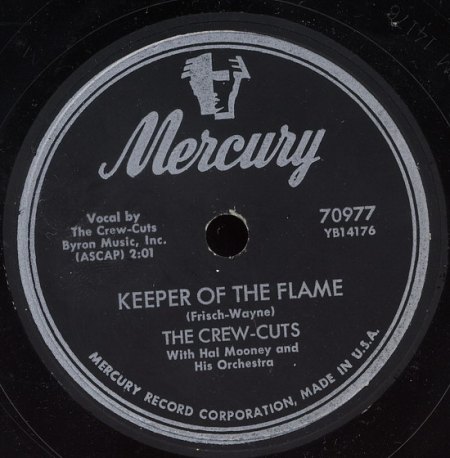 Mercury
Vocal by
The Crew-Cuts
Byron Music, Inc.
(ASCAP) 2:01
70977
YB14176
KEEPER OF THE FLAME
(Frisch-Wayne)
THE CREW-CUTS
With Hal Mooney and
His Orchestra
MERCURY RECORD CORPORATION, MADE IN U.S.A.